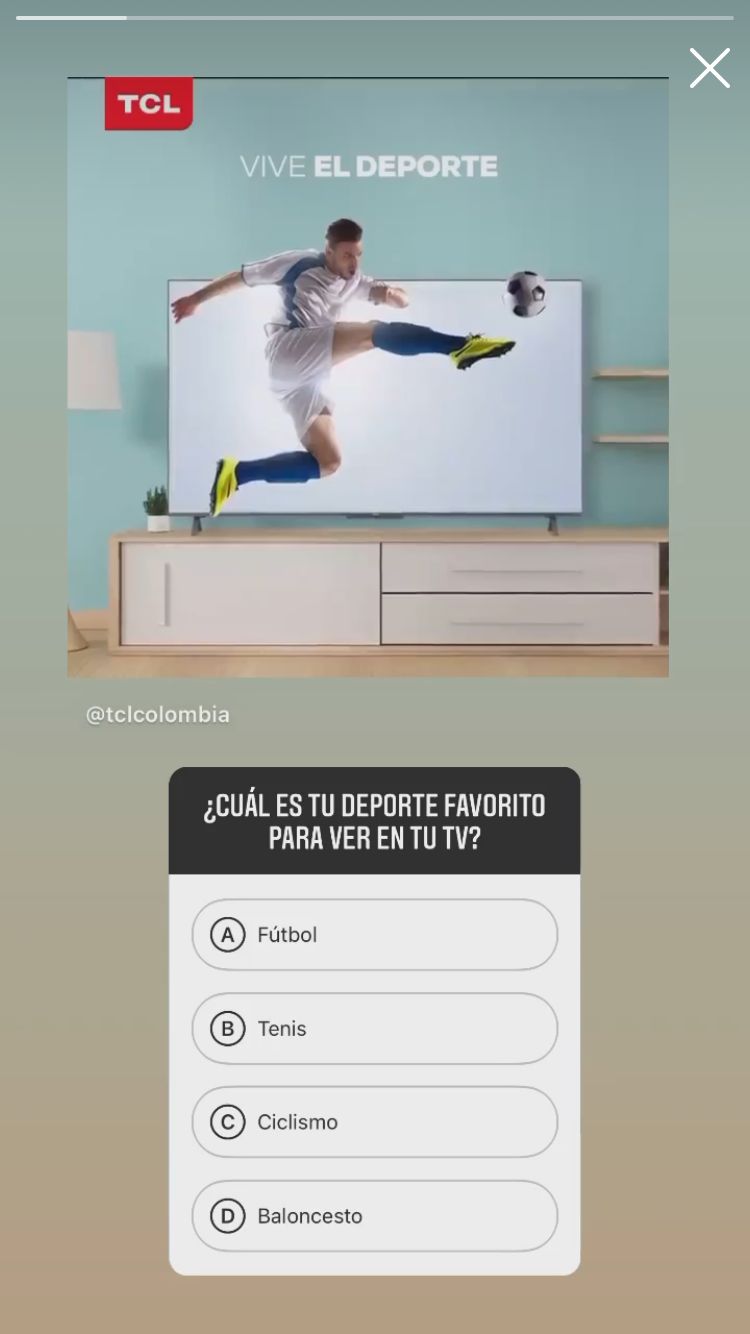 TCL
VIVE EL DEPORTE
@tclcolombia
¿CUÁL ES TU DEPORTE FAVORITO
PARA VER EN TU TV?
A Fútbol
B Tenis
C Ciclismo
D Baloncesto